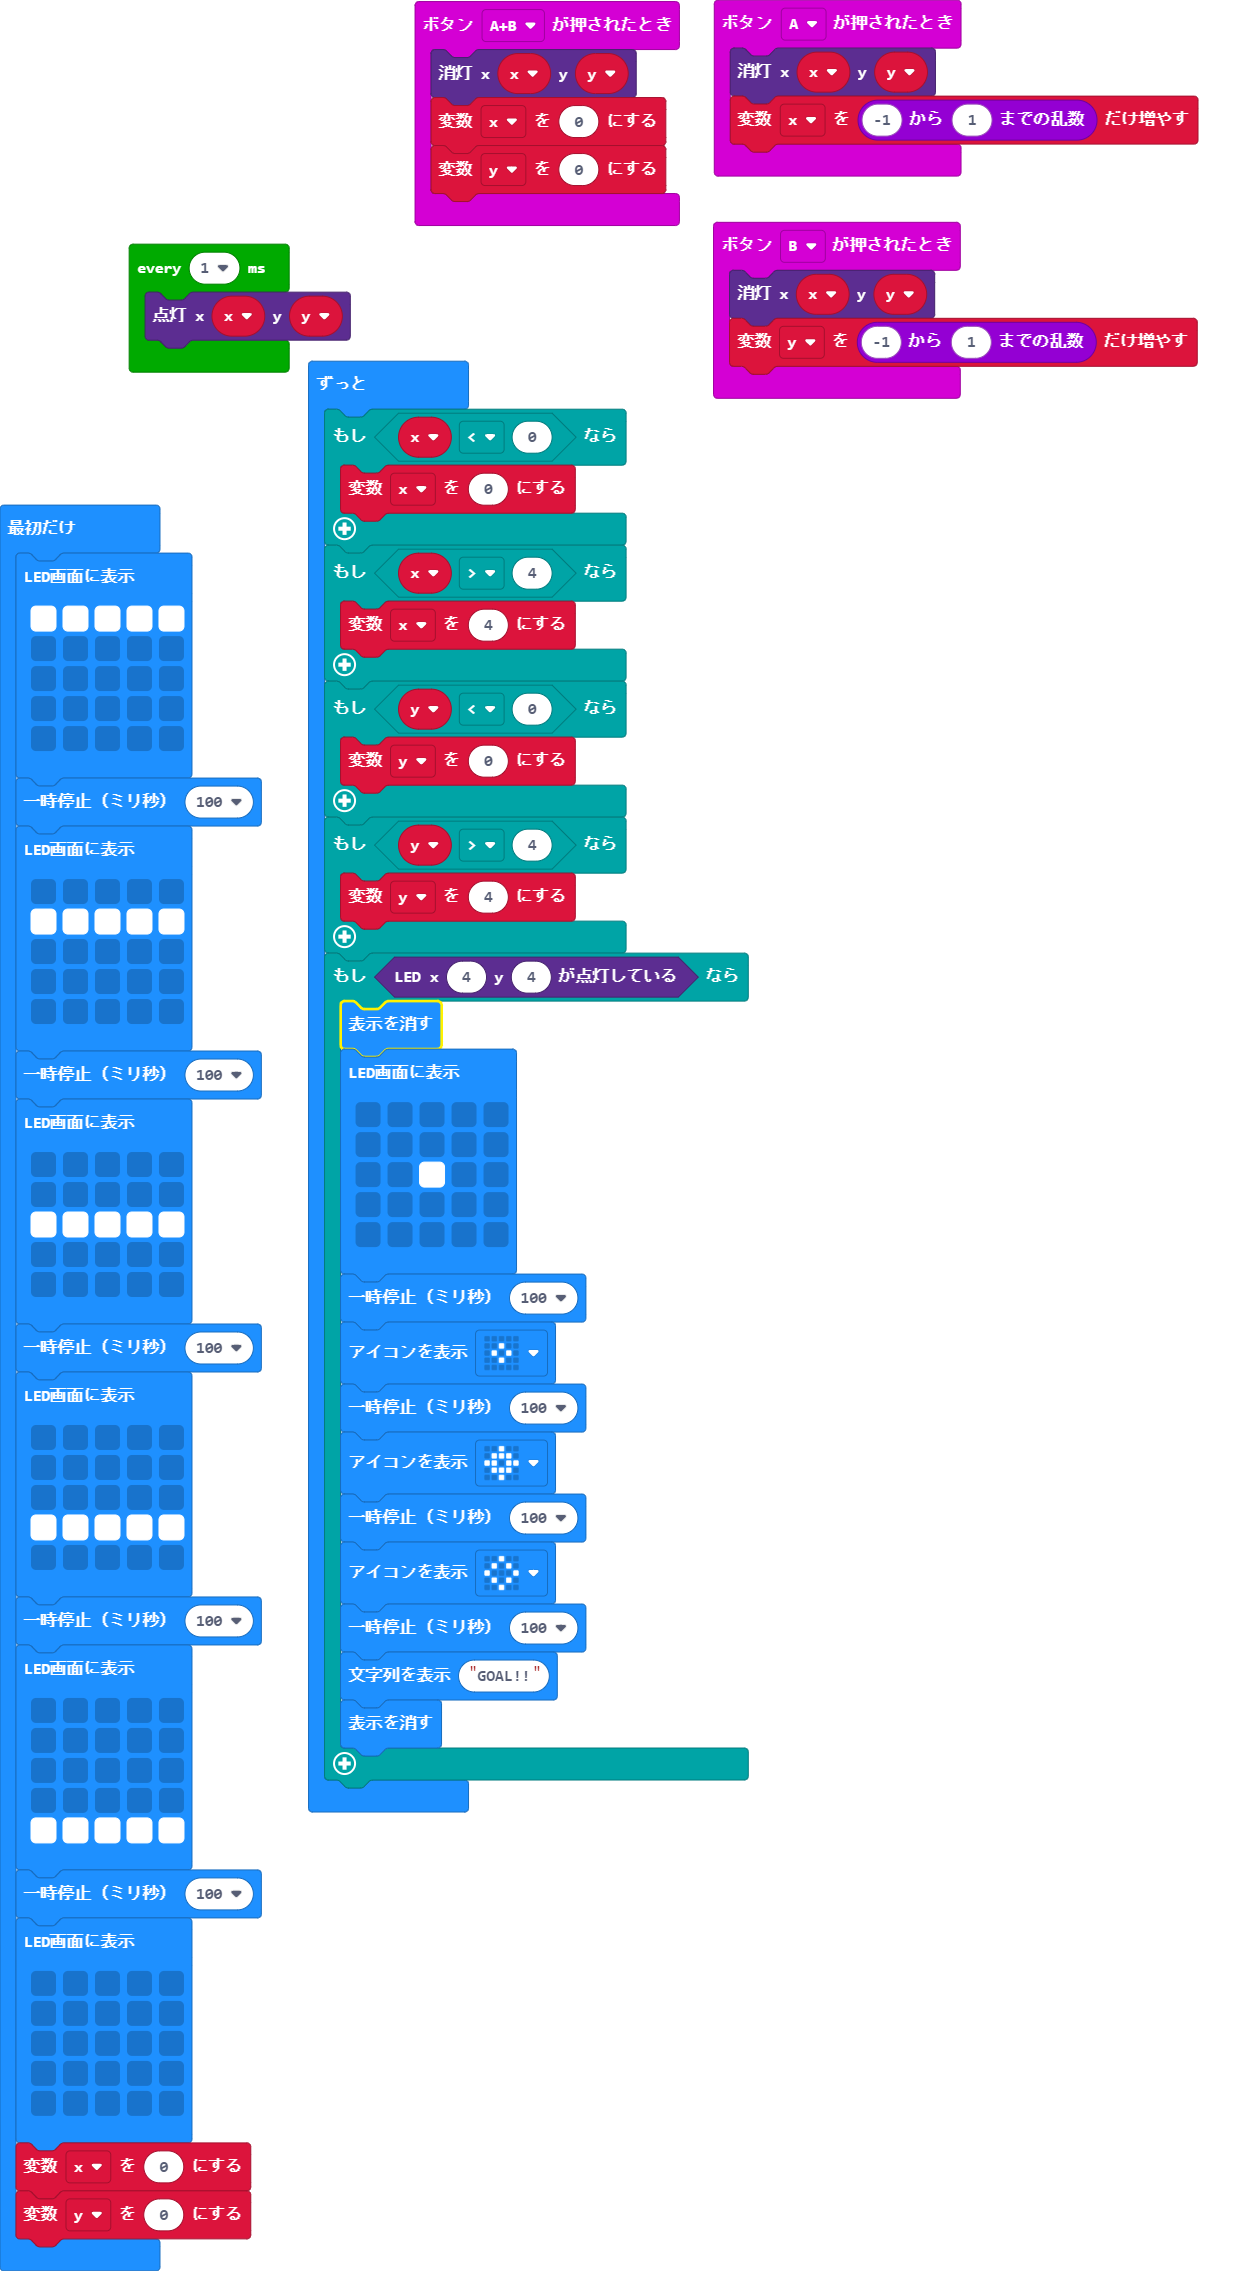 ボタン A+B が押されたとき
消灯 x x y y
変数 x を 0 にする
変数 y を 0 にする
ボタン A が押されたとき
消灯 x x y y
変数 x を -1 から 1 までの乱数 だけ増やす
ボタン B が押されたとき
消灯 x x y y
変数 y を -1 から 1 までの乱数 だけ増やす
every 1 ms
点灯 x x y y
ずっと
もし x < 0 なら
変数 x を 0 にする
もし x > 4 なら
変数 x を 4 にする
もし y < 0 なら
変数 y を 0 にする
もし y > 4 なら
変数 y を 4 にする
もし LED x 4 y 4 が点灯している なら
表示を消す
LED画面に表示
一時停止（ミリ秒） 100
アイコンを表示
一時停止（ミリ秒） 100
アイコンを表示
一時停止（ミリ秒） 100
アイコンを表示
一時停止（ミリ秒） 100
文字列を表示 "GOAL!!"
表示を消す
最初だけ
LED画面に表示
一時停止（ミリ秒） 100
LED画面に表示
一時停止（ミリ秒） 100
LED画面に表示
一時停止（ミリ秒） 100
LED画面に表示
一時停止（ミリ秒） 100
LED画面に表示
一時停止（ミリ秒） 100
LED画面に表示
変数 x を 0 にする
変数 y を 0 にする